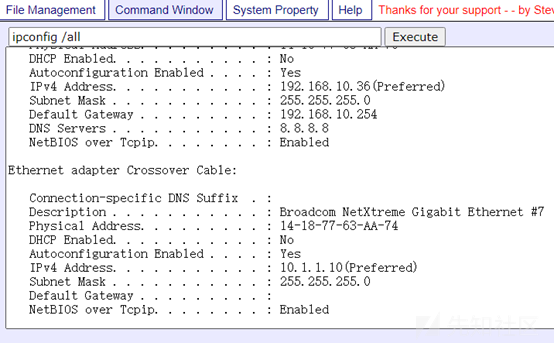 File Management Command Window System Property Help Thanks for your support - - by Stev
ipconfig /all Execute
DHCP Enabled. . . . . . . . . . . : No
Autoconfiguration Enabled . . . . : Yes
IPv4 Address. . . . . . . . . . . : 192.168.10.36(Preferred)
Subnet Mask . . . . . . . . . . . : 255.255.255.0
Default Gateway . . . . . . . . . : 192.168.10.254
DNS Servers . . . . . . . . . . . : 8.8.8.8
NetBIOS over Tcpip. . . . . . . . : Enabled
Ethernet adapter Crossover Cable:
Connection-specific DNS Suffix . :
Description . . . . . . . . . . . : Broadcom NetXtreme Gigabit Ethernet #7
Physical Address. . . . . . . . . : 14-18-77-63-AA-74
DHCP Enabled. . . . . . . . . . . : No
Autoconfiguration Enabled . . . . : Yes
IPv4 Address. . . . . . . . . . . : 10.1.1.10(Preferred)
Subnet Mask . . . . . . . . . . . : 255.255.255.0
Default Gateway . . . . . . . . . :
NetBIOS over Tcpip. . . . . . . . : Enabled
先知社区